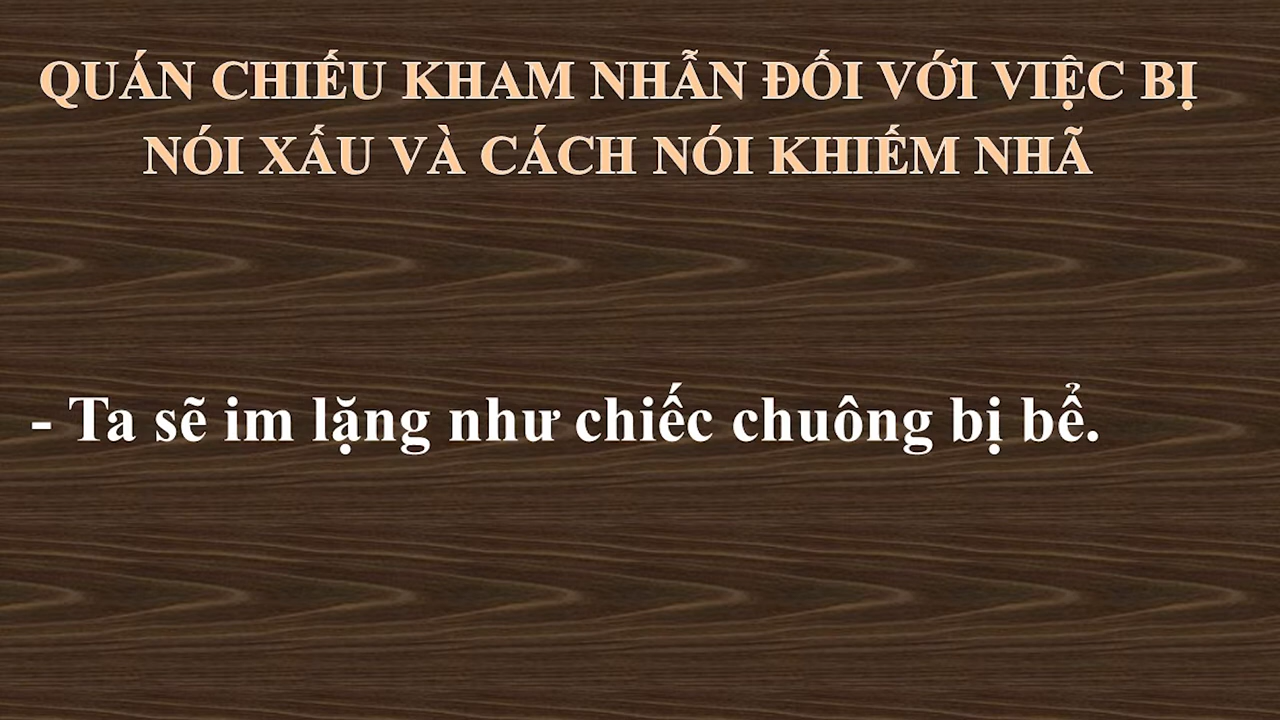 QUÁN CHIẾU KHAM NHẪN ĐỐI VỚI VIỆC BỊ
NÓI XẤU VÀ CÁCH NÓI KHIẾM NHÃ
- Ta sẽ im lặng như chiếc chuông bị bể.